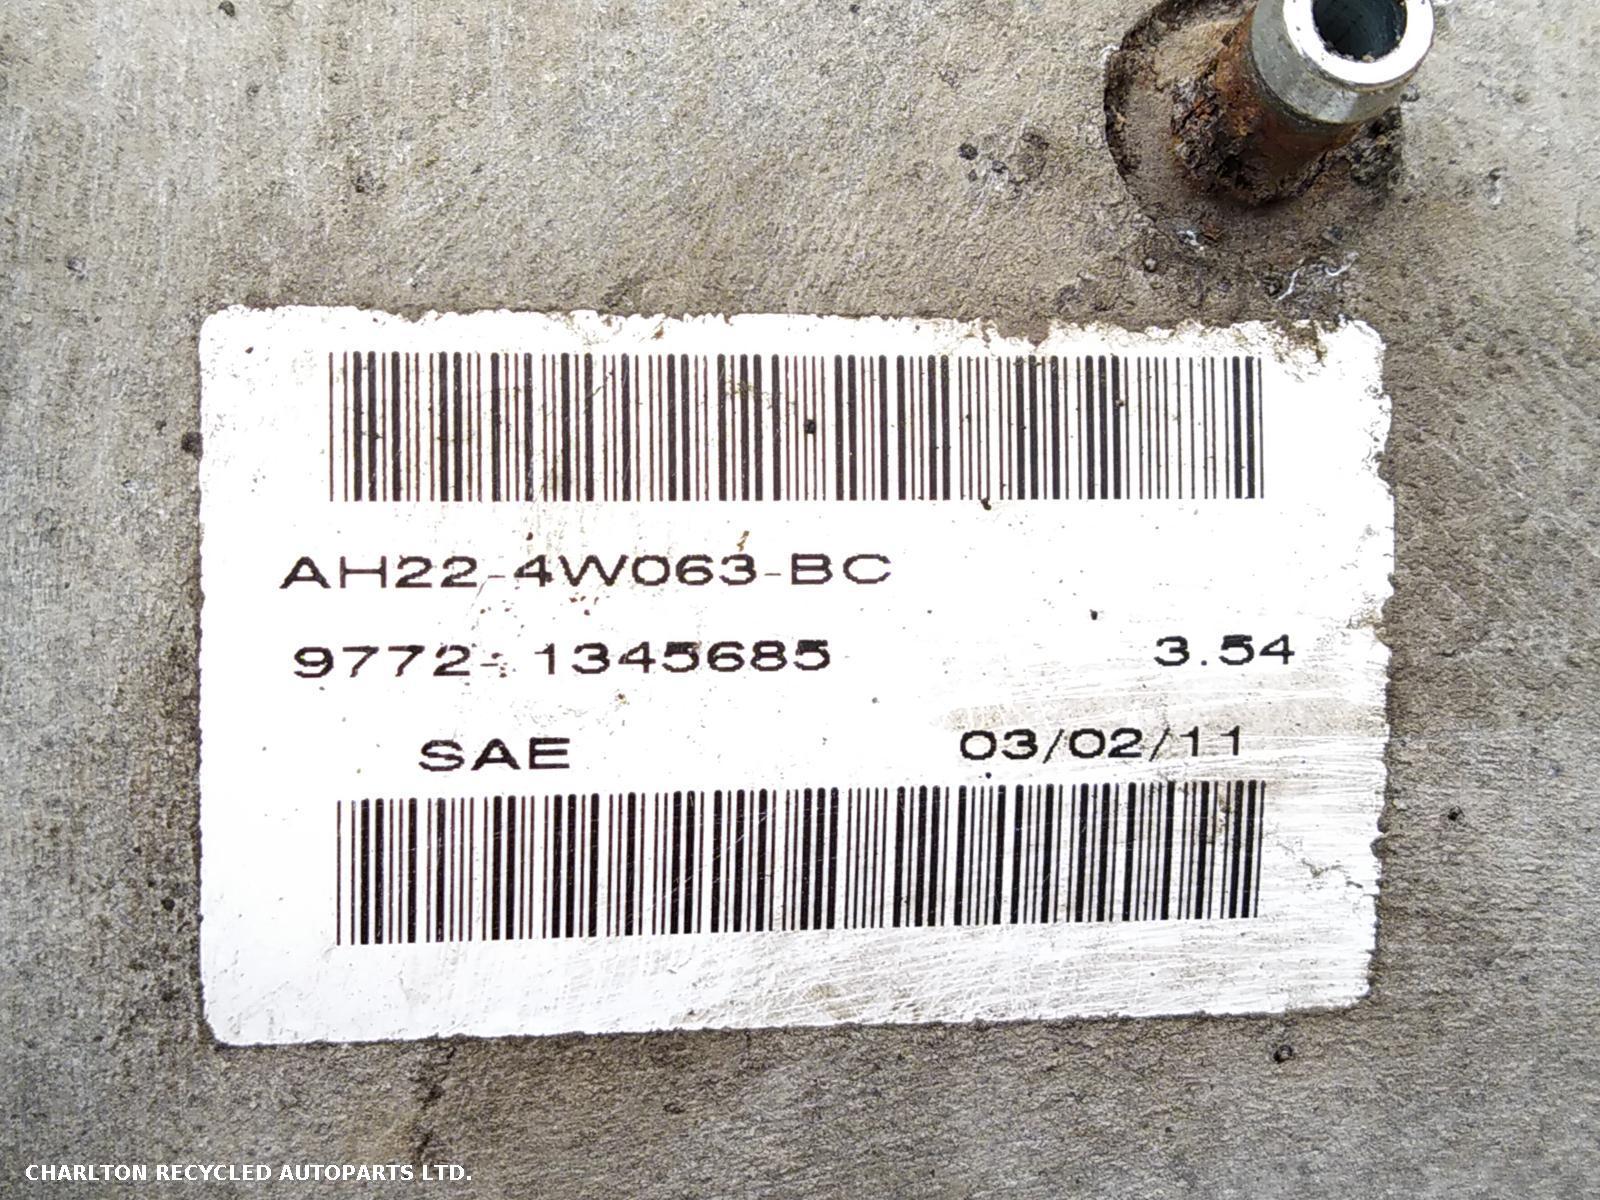 AH22-4W063-BC
9772- 1345685 3.54
SAE 03/02/11
CHARLTON RECYCLED AUTOPARTS LTD.